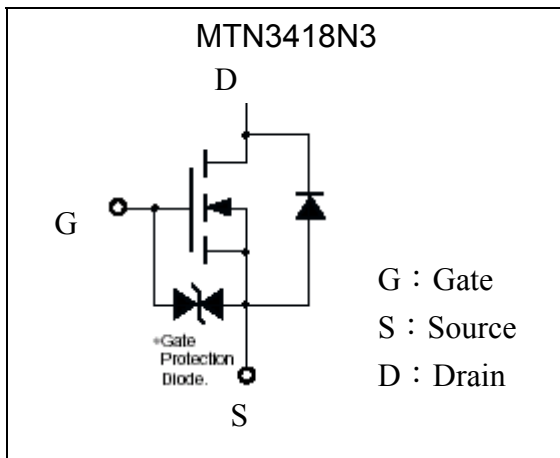 MTN3418N3
D
G
G：Gate
S：Source
D：Drain
*Gate
Protection
Diode.
S